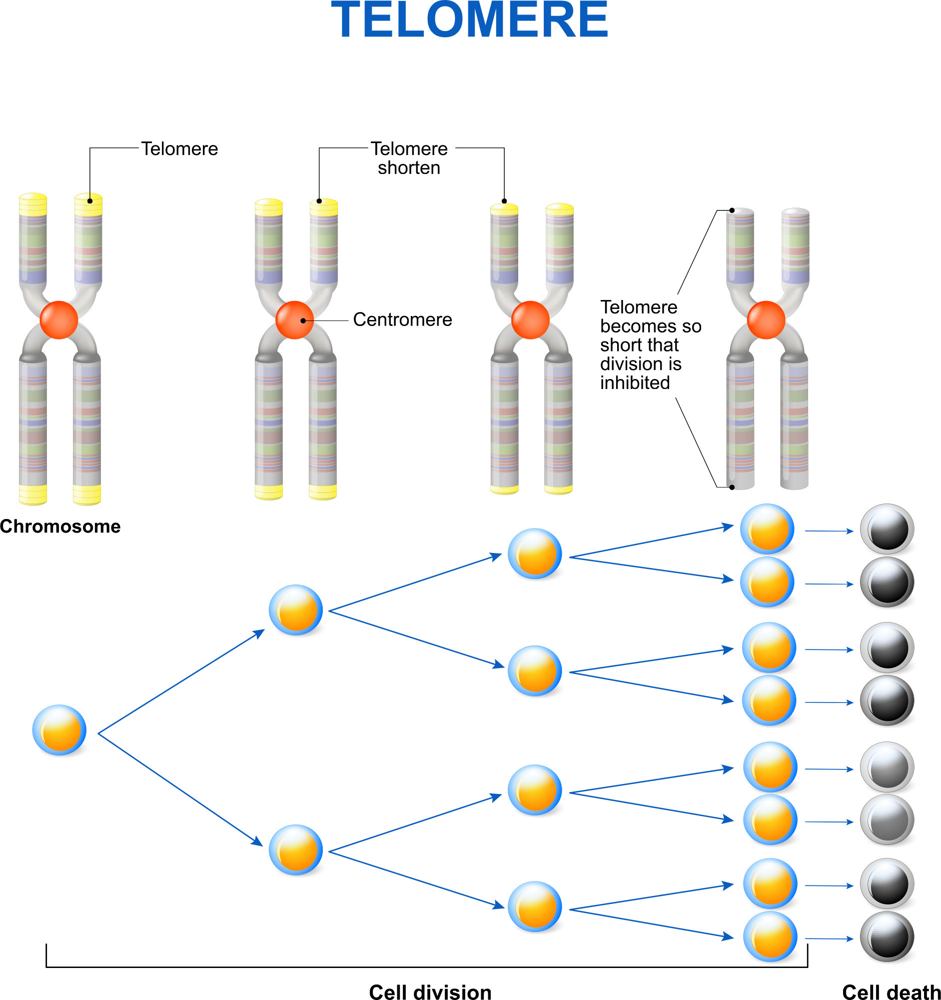 TELOMERE
Telomere
Telomere
shorten
Centromere
Telomere
becomes so
short that
division is
inhibited
Chromosome
Cell division
Cell death